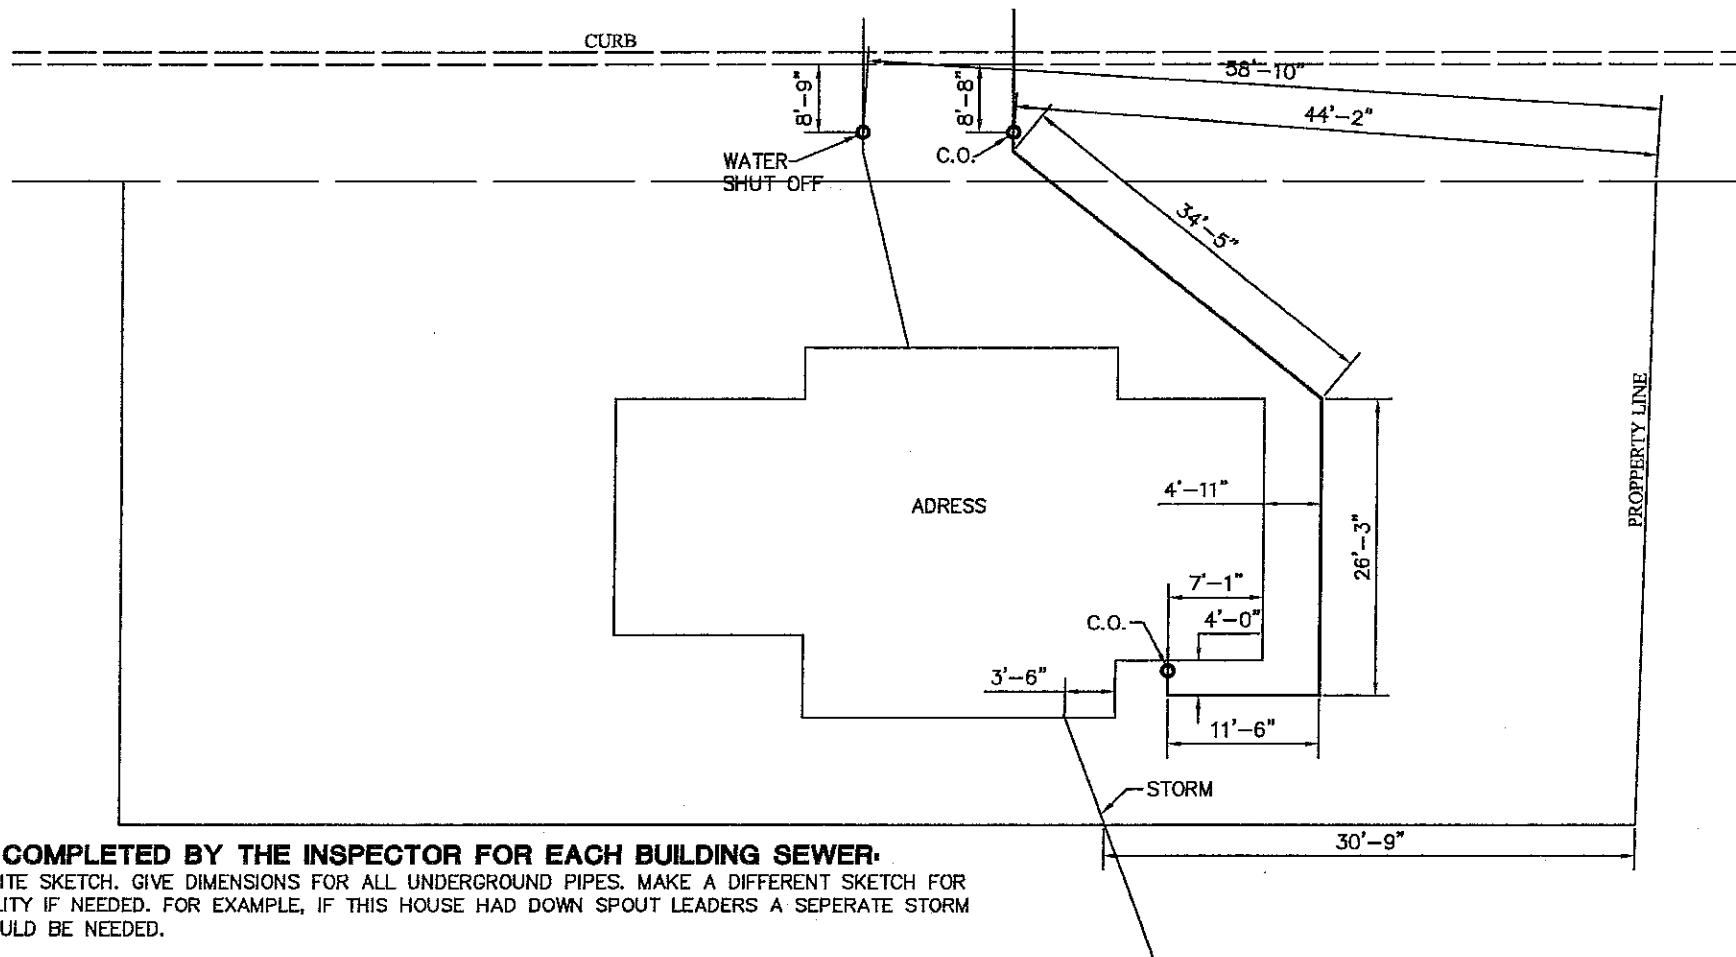 CURB
58'-10"
8'-9"
8'-8"
44'-2"
WATER
SHUT OFF
C.O.
34'-5"
PROPPERTY LINE
ADRESS
4'-11"
26'-3"
7'-1"
C.O.
4'-0"
3'-6"
11'-6"
STORM
30'-9"
COMPLETED BY THE INSPECTOR FOR EACH BUILDING SEWER:
ITE SKETCH. GIVE DIMENSIONS FOR ALL UNDERGROUND PIPES. MAKE A DIFFERENT SKETCH FOR
LITY IF NEEDED. FOR EXAMPLE, IF THIS HOUSE HAD DOWN SPOUT LEADERS A SEPERATE STORM
ULD BE NEEDED.